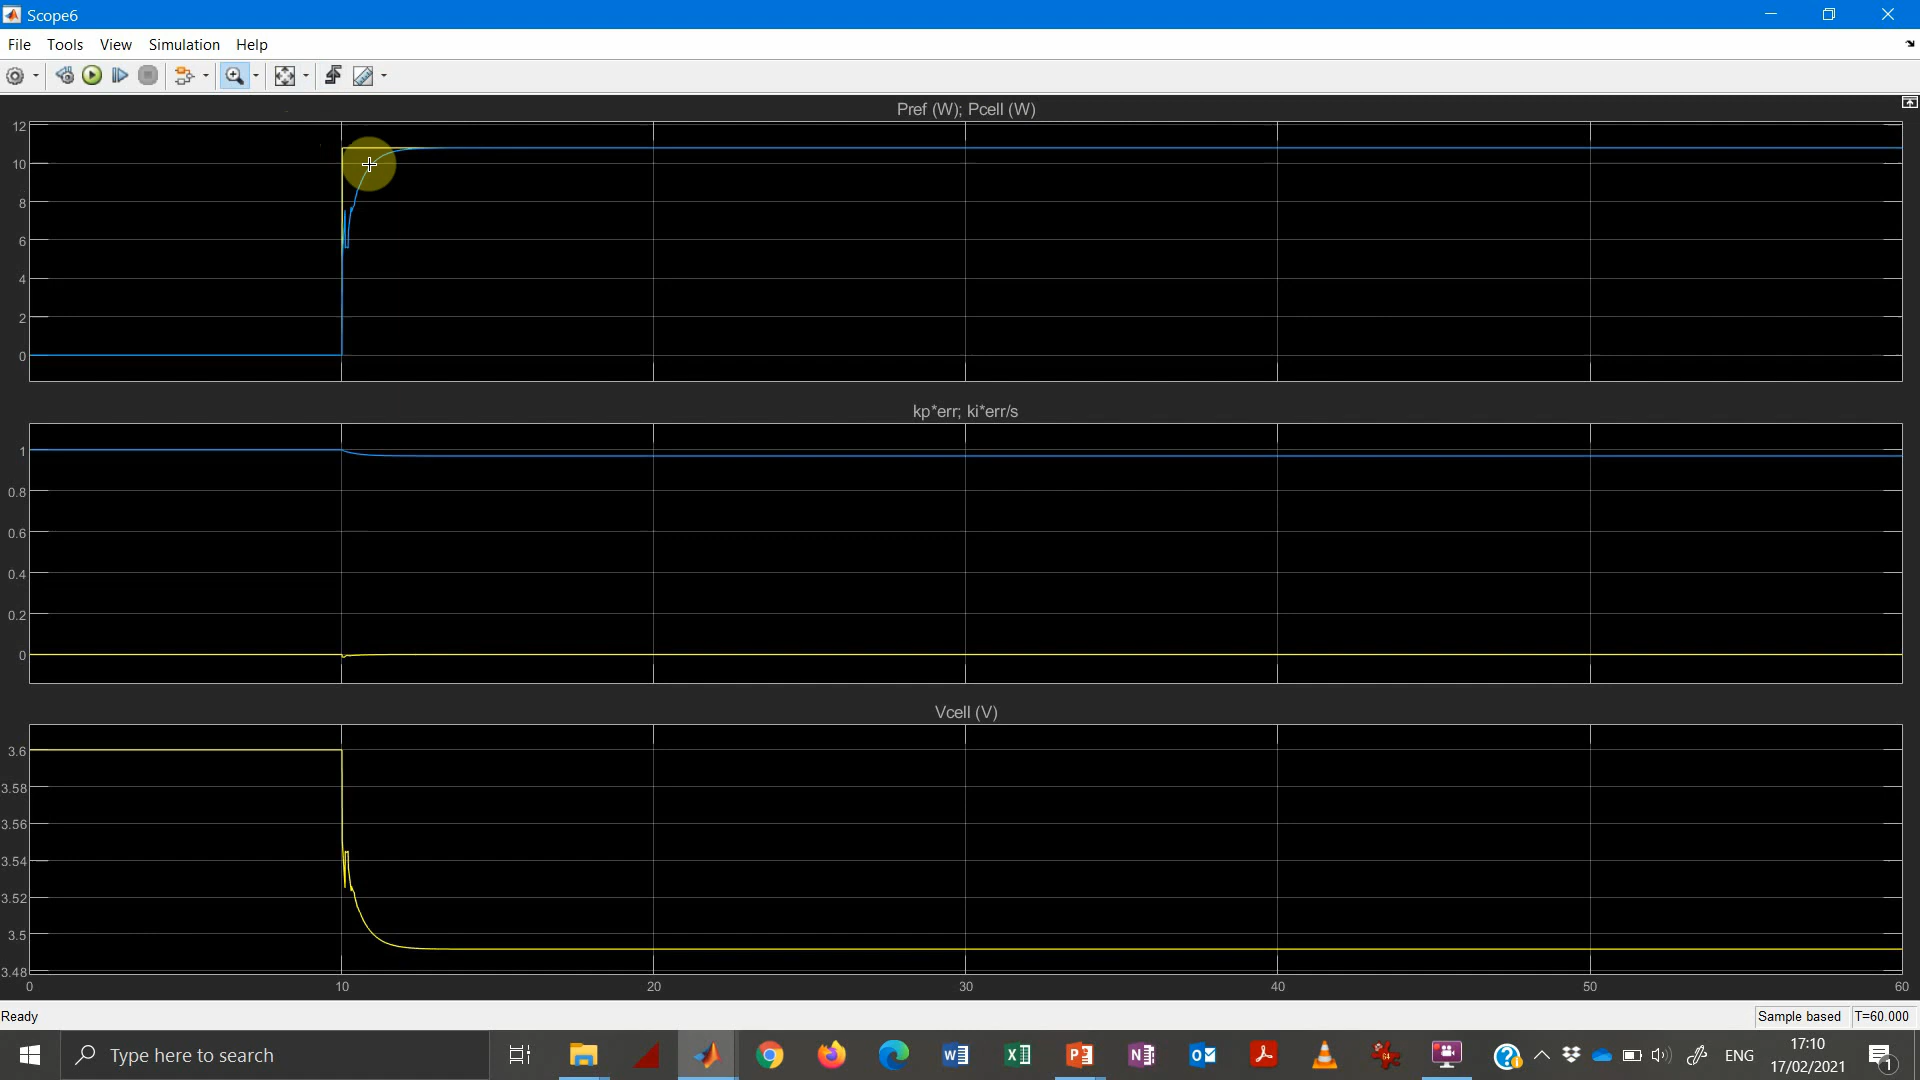 Scope6
File Tools View Simulation Help
Pref (W); Pcell (W)
12
10
8
6
4
2
0
kp*err; ki*err/s
1
0.8
0.6
0.4
0.2
0
Vcell (V)
3.6
3.58
3.56
3.54
3.52
3.5
3.48
0 10 20 30 40 50 60
Ready Sample based T=60.000
Type here to search ENG 17:10
17/02/2021 1